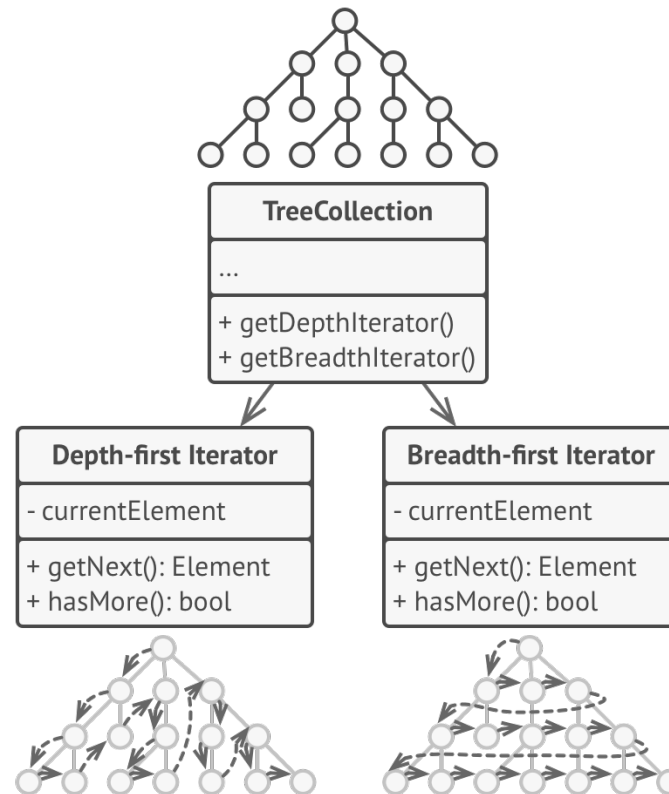 TreeCollection
...
+ getDepthIterator()
+ getBreadthIterator()
Depth-first Iterator
- currentElement
+ getNext(): Element
+ hasMore(): bool
Breadth-first Iterator
- currentElement
+ getNext(): Element
+ hasMore(): bool